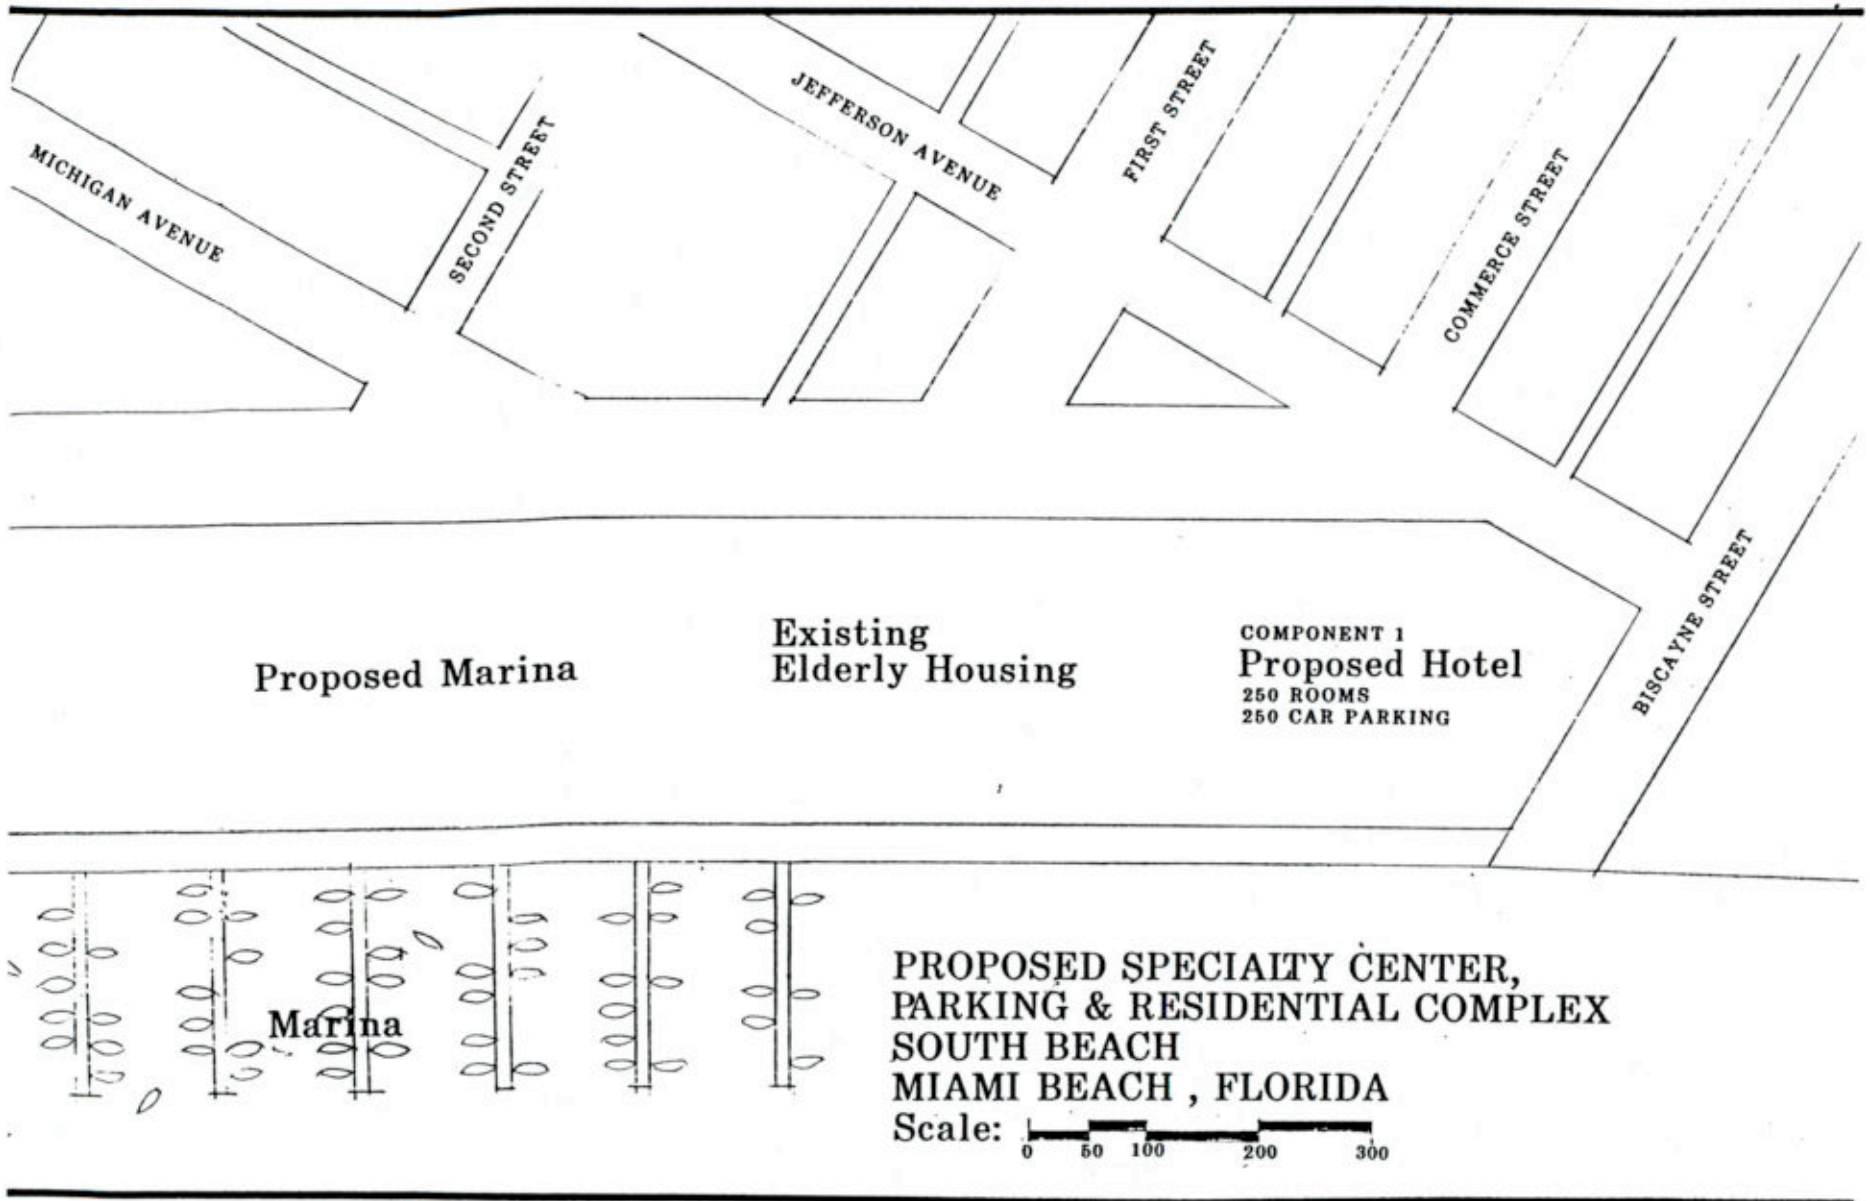 JEFFERSON AVENUE
FIRST STREET
MICHIGAN AVENUE
SECOND STREET
COMMERCE STREET
BISCAYNE STREET
Proposed Marina
Existing
Elderly Housing
COMPONENT 1
Proposed Hotel
250 ROOMS
250 CAR PARKING
Marina
PROPOSED SPECIALTY CENTER,
PARKING & RESIDENTIAL COMPLEX
SOUTH BEACH
MIAMI BEACH , FLORIDA
Scale:
0 50 100 200 300